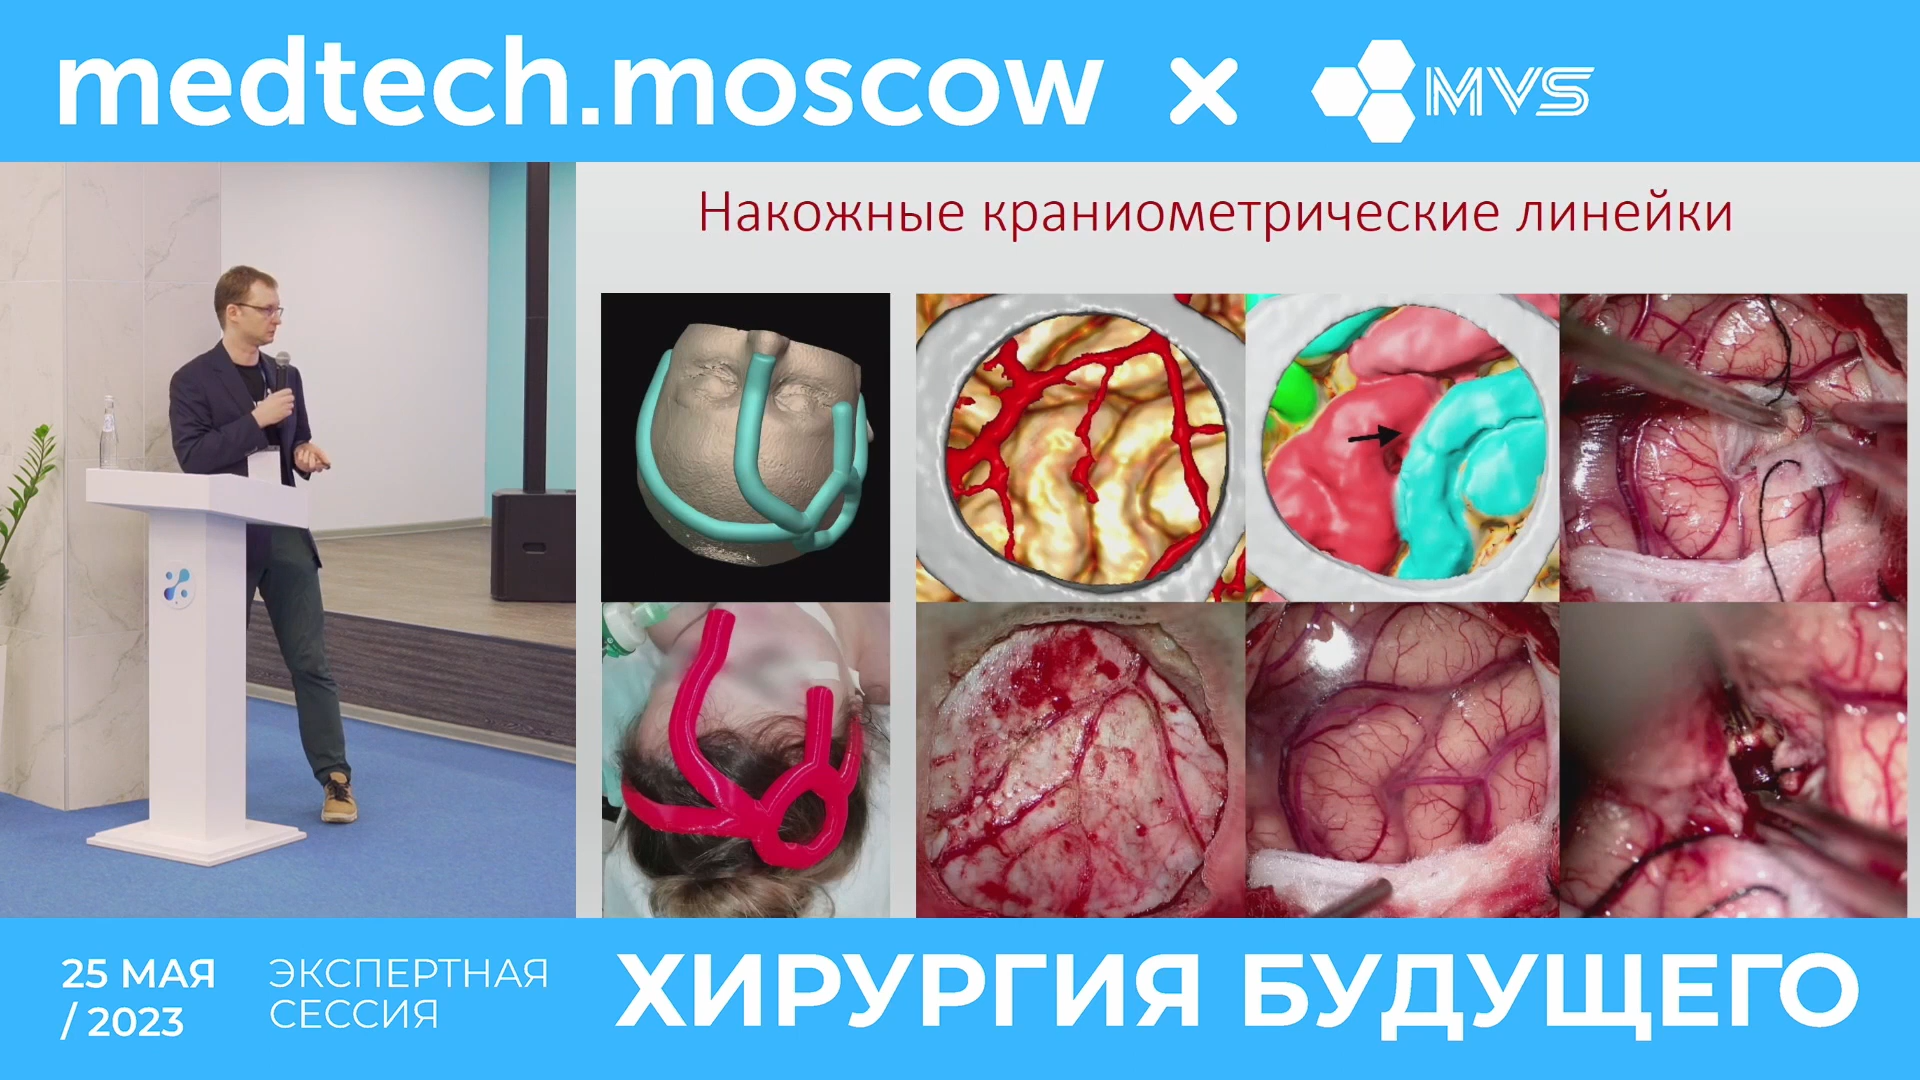 medtech.moscow × MVS
Накожные краниометрические линейки
25 МАЯ
/ 2023
ЭКСПЕРТНАЯ
СЕССИЯ
ХИРУРГИЯ БУДУЩЕГО